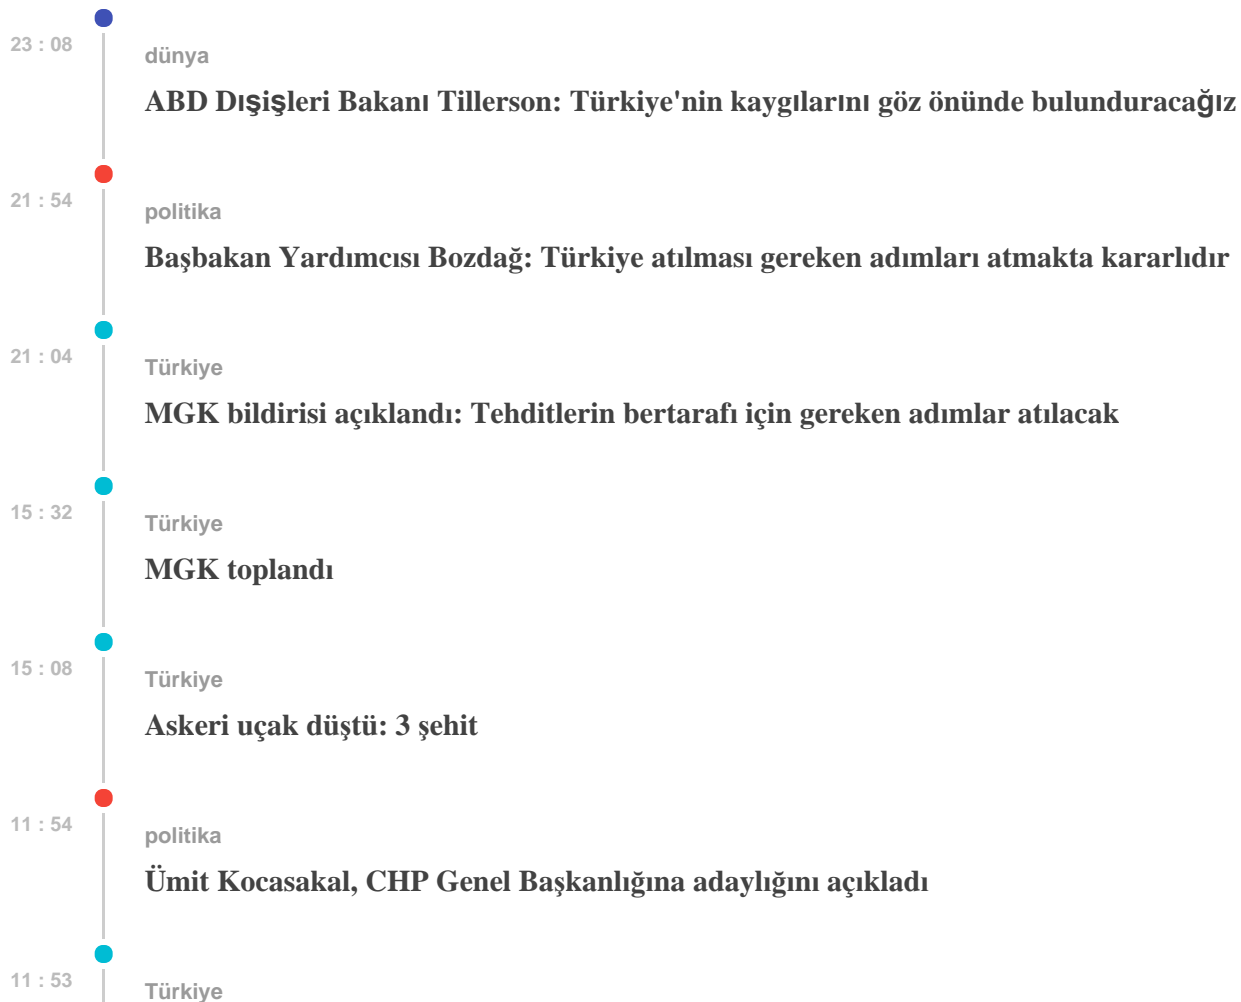 23 : 08
dünya
ABD Dışişleri Bakanı Tillerson: Türkiye'nin kaygılarını göz önünde bulunduracağız
21 : 54
politika
Başbakan Yardımcısı Bozdağ: Türkiye atılması gereken adımları atmakta kararlıdır
21 : 04
Türkiye
MGK bildirisi açıklandı: Tehditlerin bertarafı için gereken adımlar atılacak
15 : 32
Türkiye
MGK toplandı
15 : 08
Türkiye
Askeri uçak düştü: 3 şehit
11 : 54
politika
Ümit Kocasakal, CHP Genel Başkanlığına adaylığını açıkladı
11 : 53
Türkiye